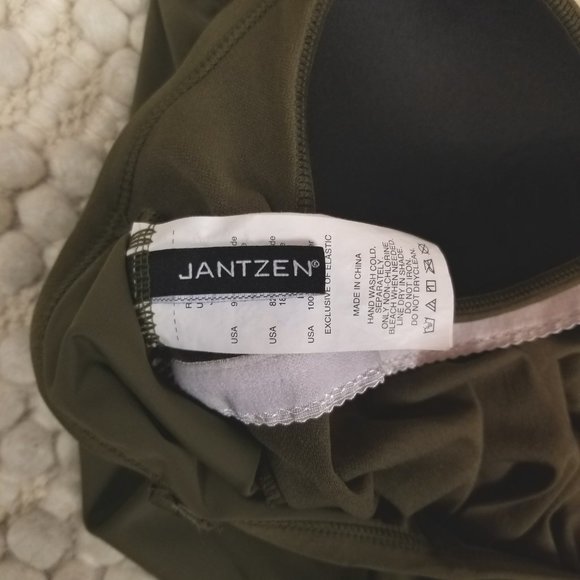 JANTZEN®
USA
USA
USA
EXCLUSIVE OF ELASTIC
MADE IN CHINA
HAND WASH COLD.
SEPARATELY.
ONLY NON-CHLORINE
BLEACH WHEN NEEDED.
LINE DRY IN SHADE.
DO NOT IRON.
DO NOT DRYCLEAN.